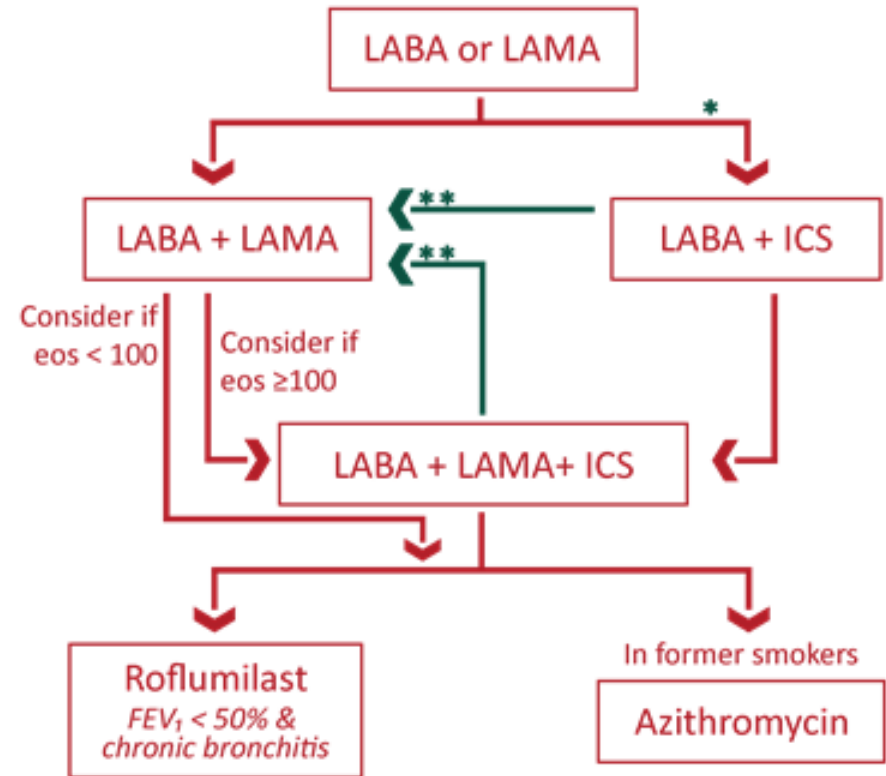 LABA or LAMA
*
LABA + LAMA
**
**
LABA + ICS
Consider if
eos < 100
Consider if
eos ≥100
LABA + LAMA+ ICS
Roflumilast
FEV₁ < 50% &
chronic bronchitis
In former smokers
Azithromycin